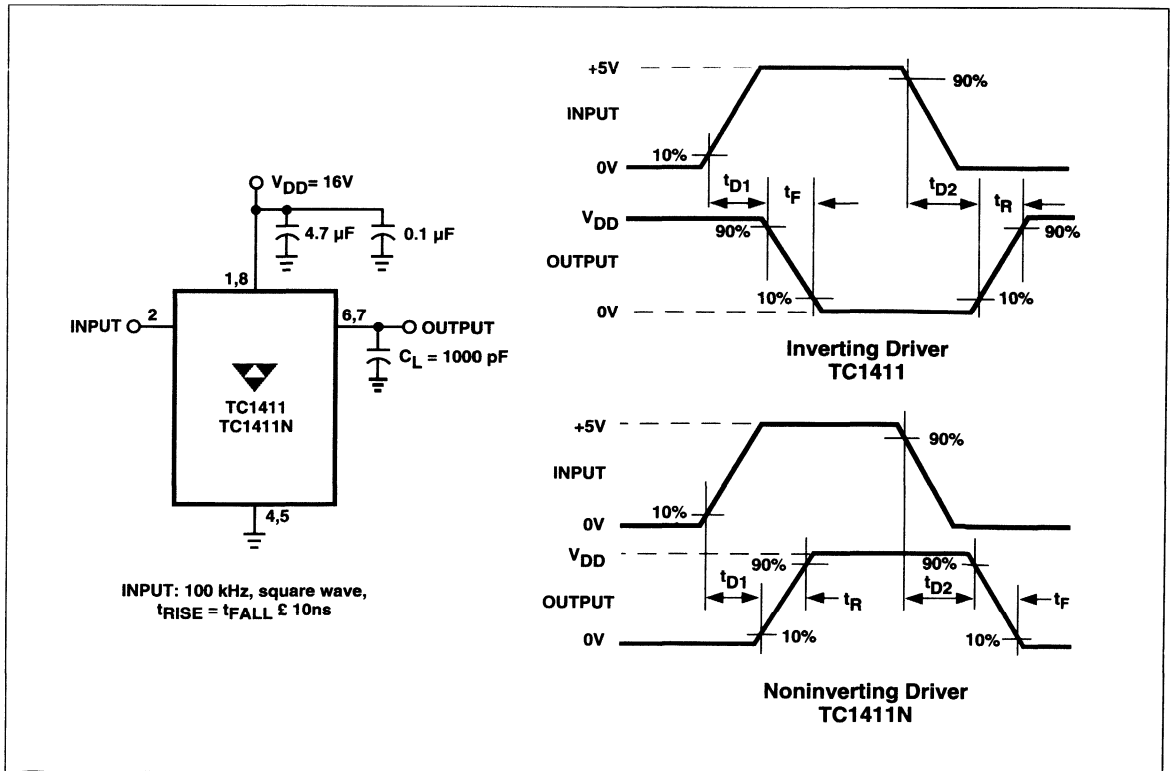 V_DD = 16V
4.7 µF
0.1 µF
1,8
INPUT
2
6,7
OUTPUT
C_L = 1000 pF
TC1411
TC1411N
4,5
INPUT: 100 kHz, square wave,
t_RISE = t_FALL £ 10ns
+5V
INPUT
90%
10%
0V
t_D1
t_F
t_D2
t_R
V_DD
90%
90%
OUTPUT
10%
10%
0V
Inverting Driver
TC1411
+5V
90%
INPUT
10%
0V
V_DD
90%
90%
t_D1
t_R
t_D2
t_F
OUTPUT
10%
10%
0V
Noninverting Driver
TC1411N